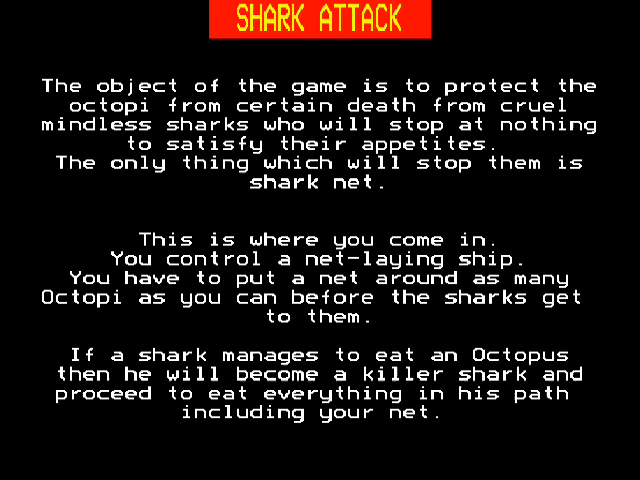 SHARK ATTACK
The object of the game is to protect the
octopi from certain death from cruel
mindless sharks who will stop at nothing
to satisfy their appetites.
The only thing which will stop them is
shark net.
This is where you come in.
You control a net-laying ship.
You have to put a net around as many
Octopi as you can before the sharks get
to them.
If a shark manages to eat an Octopus
then he will become a killer shark and
proceed to eat everything in his path
including your net.